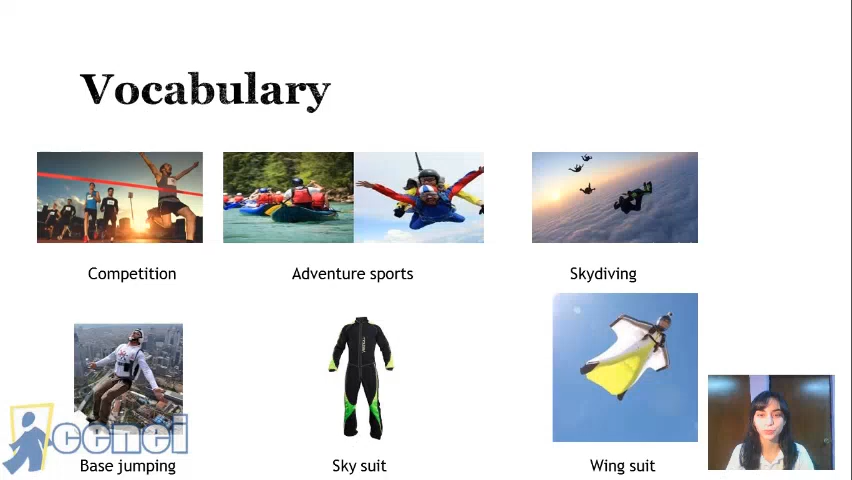 Vocabulary
Competition
Adventure sports
Skydiving
cenei
Base jumping
Sky suit
Wing suit